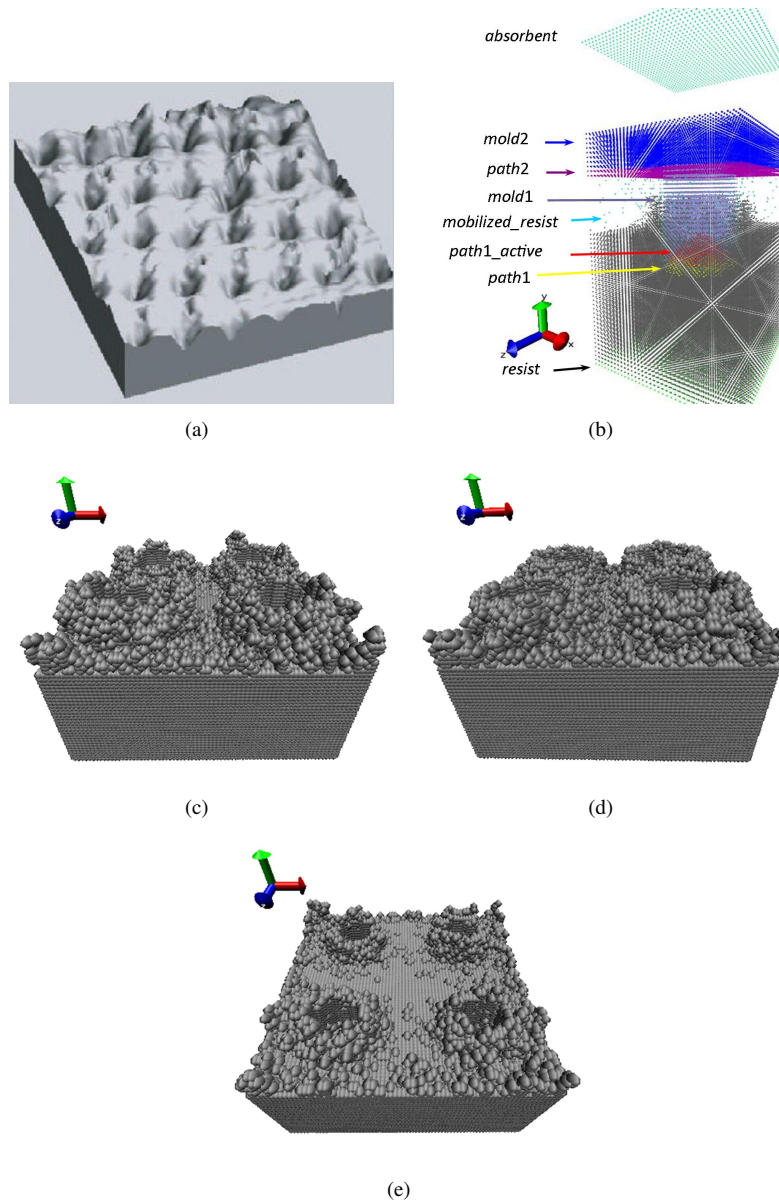 absorbent
mold2
path2
mold1
mobilized_resist
path1_active
path1
y
z
x
resist
(a)
(b)
z
z
(c)
(d)
(e)